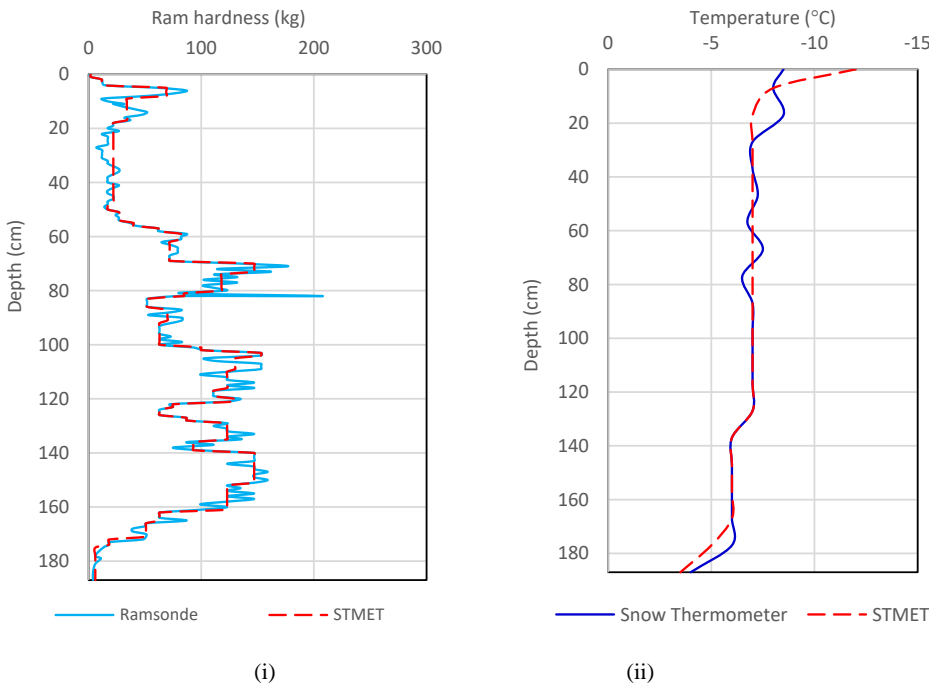 Ram hardness (kg)
0 100 200 300
0
20
40
60
80
100
120
140
160
180
Depth (cm)
Ramsonde STMET
(i)
Temperature (°C)
0 -5 -10 -15
0
20
40
60
80
100
120
140
160
180
Depth (cm)
Snow Thermometer STMET
(ii)